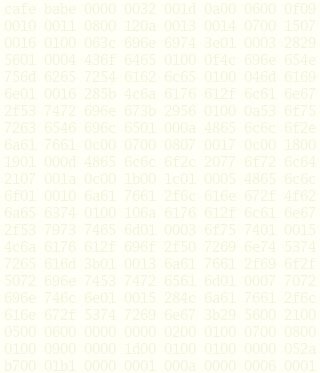 cafe babe 0000 0032 001d 0a00 0600 0f09
0010 0011 0800 120a 0013 0014 0700 1507
0016 0100 063c 696e 6974 3e01 0003 2829
5601 0004 436f 6465 0100 0f4c 696e 654e
756d 6265 7254 6162 6c65 0100 046d 6169
6e01 0016 285b 4c6a 6176 612f 6c61 6e67
2f53 7472 696e 673b 2956 0100 0a53 6f75
7263 6546 696c 6501 000a 4865 6c6c 6f2e
6a61 7661 0c00 0700 0807 0017 0c00 1800
1901 000d 4865 6c6c 6f2c 2077 6f72 6c64
2107 001a 0c00 1b00 1c01 0005 4865 6c6c
6f01 0010 6a61 7661 2f6c 616e 672f 4f62
6a65 6374 0100 106a 6176 612f 6c61 6e67
2f53 7973 7465 6d01 0003 6f75 7401 0015
4c6a 6176 612f 696f 2f50 7269 6e74 5374
7265 616d 3b01 0013 6a61 7661 2f69 6f2f
5072 696e 7453 7472 6561 6d01 0007 7072
696e 746c 6e01 0015 284c 6a61 7661 2f6c
616e 672f 5374 7269 6e67 3b29 5600 2100
0500 0600 0000 0000 0200 0100 0700 0800
0100 0900 0000 1d00 0100 0100 0000 052a
b700 01b1 0000 0001 000a 0000 0006 0001